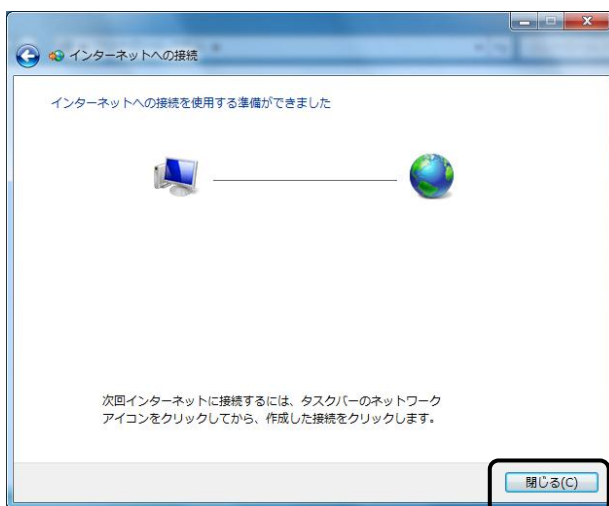 インターネットへの接続
インターネットへの接続を使用する準備ができました
次回インターネットに接続するには、タスクバーのネットワーク
アイコンをクリックしてから、作成した接続をクリックします。
閉じる(C)